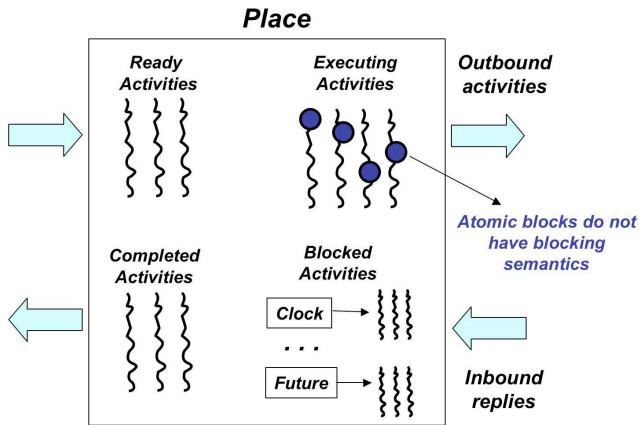 Place
Ready
Activities
Executing
Activities
Outbound
activities
Atomic blocks do not
have blocking
semantics
Completed
Activities
Blocked
Activities
Clock
. . .
Future
Inbound
replies